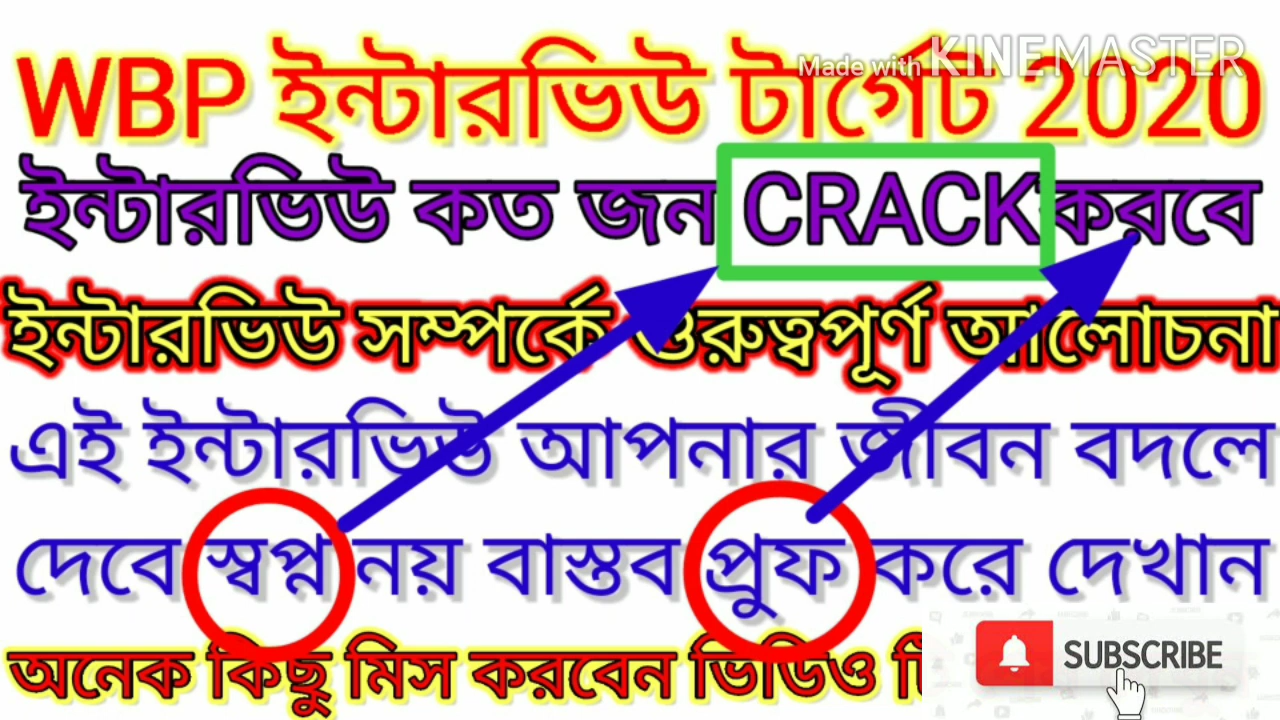 Made with KINEMASTER
WBP ইন্টারভিউ টার্গেট 2020
ইন্টারভিউ কত জন CRACK করবে
ইন্টারভিউ সম্পর্কে গুরুত্বপূর্ণ আলোচনা
এই ইন্টারভিউ আপনার জীবন বদলে
দেবে স্বপ্ন নয় বাস্তব প্রুফ করে দেখান
অনেক কিছু মিস করবেন ভিডিও
SUBSCRIBE